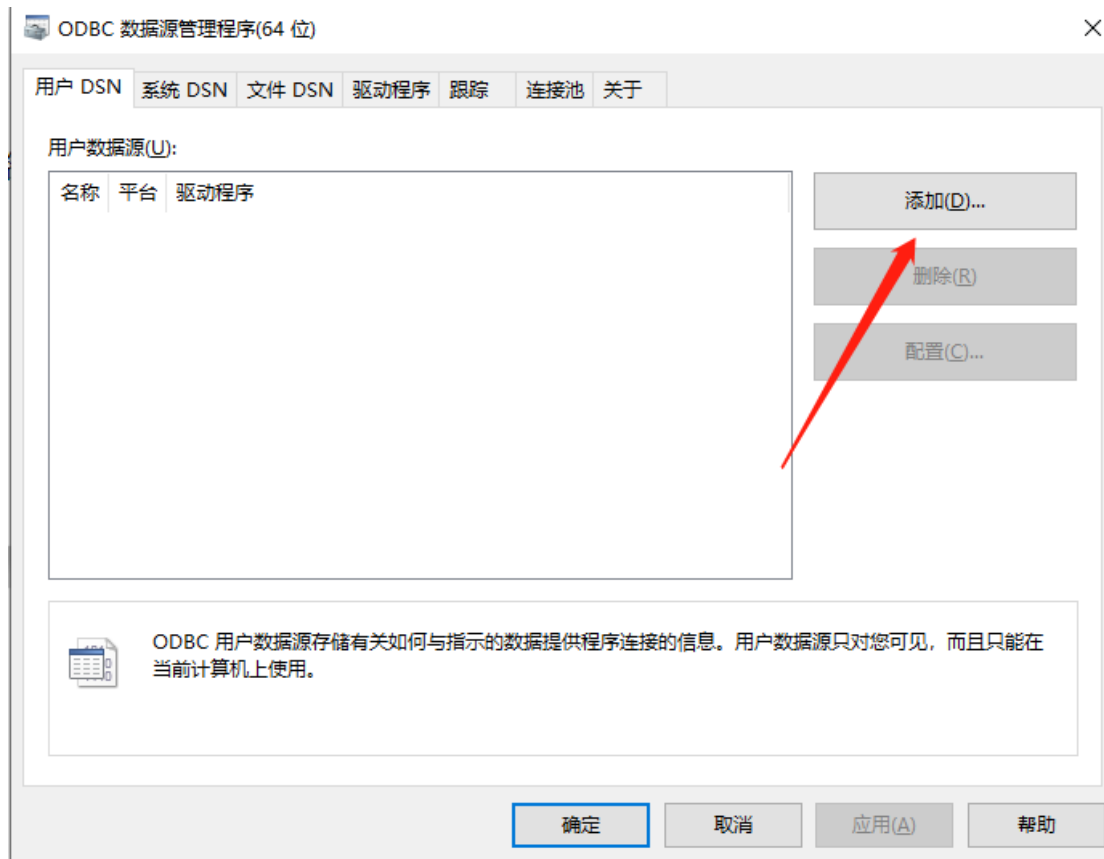 ODBC 数据源管理程序(64 位)
用户 DSN 系统 DSN 文件 DSN 驱动程序 跟踪 连接池 关于
用户数据源(U):
名称 平台 驱动程序
添加(D)...
删除(R)
配置(C)...
ODBC 用户数据源存储有关如何与指示的数据提供程序连接的信息。用户数据源只对您可见，而且只能在
当前计算机上使用。
确定 取消 应用(A) 帮助